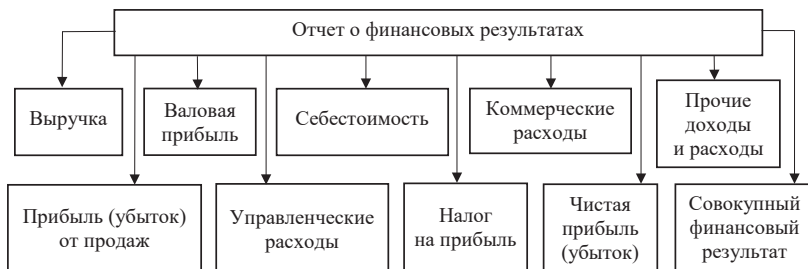 Отчет о финансовых результатах
Выручка
Валовая
прибыль
Себестоимость
Коммерческие
расходы
Прочие
доходы
и расходы
Прибыль (убыток)
от продаж
Управленческие
расходы
Налог
на прибыль
Чистая
прибыль
(убыток)
Совокупный
финансовый
результат